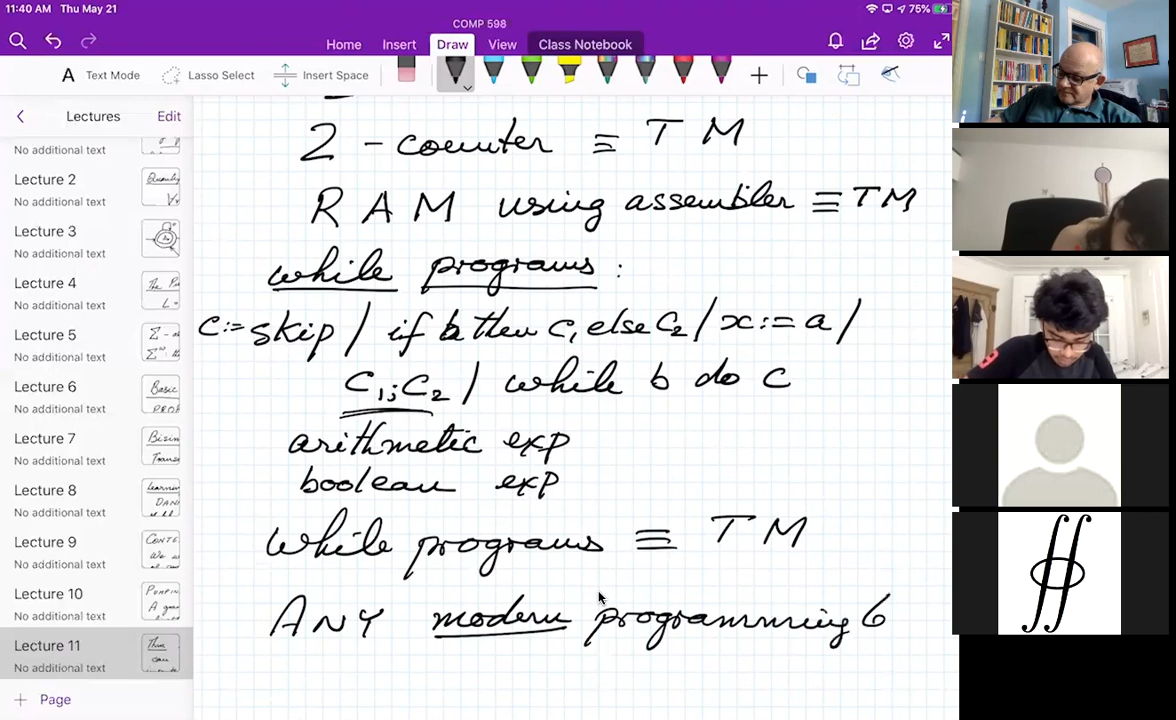 11:40 AM Thu May 21
75%
COMP 598
Home Insert Draw View Class Notebook
A Text Mode Lasso Select Insert Space
Lectures Edit
No additional text
Lecture 2
No additional text
Lecture 3
No additional text
Lecture 4
No additional text
Lecture 5
No additional text
Lecture 6
No additional text
Lecture 7
No additional text
Lecture 8
No additional text
Lecture 9
No additional text
Lecture 10
No additional text
Lecture 11
No additional text
+ Page
2 - counter ≡ TM
RAM using assembler ≡ TM
while programs :
C:= skip / if b then C1 else C2 / x := a /
C1 ; C2 / while b do C
arithmetic exp
boolean exp
While programs ≡ TM
ANY modern programming
∯